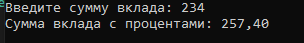 Введите сумму вклада: 234
Сумма вклада с процентами: 257,40